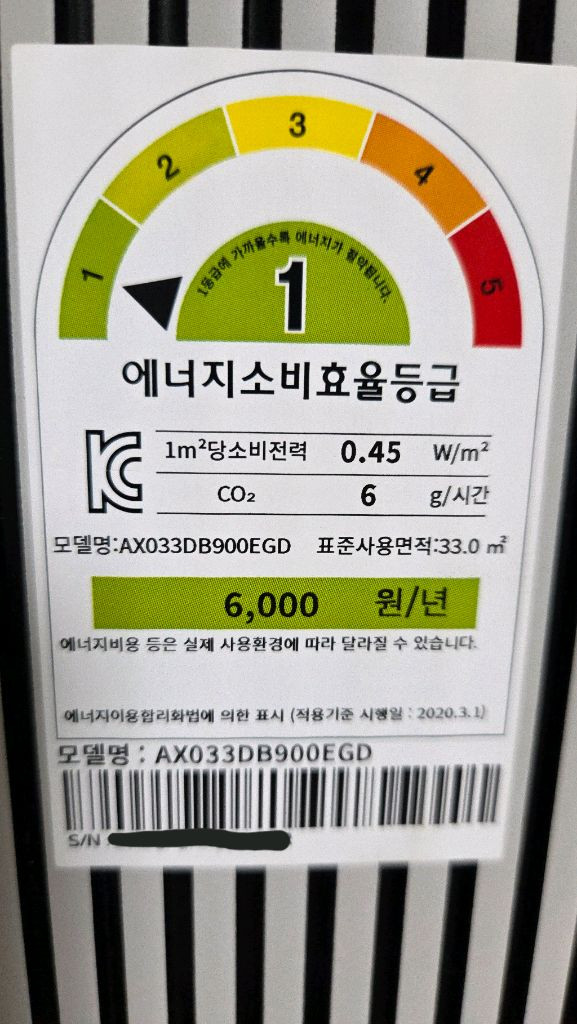 1
2
3
4
5
1등급에 가까울수록 에너지가 절약됩니다.
1
에너지소비효율등급
1m²당소비전력 0.45 W/m²
CO₂ 6 g/시간
모델명:AX033DB900EGD 표준사용면적:33.0 ㎡
6,000 원/년
에너지비용 등은 실제 사용환경에 따라 달라질 수 있습니다.
에너지이용합리화법에 의한 표시 (적용기준 시행일 : 2020.3.1)
모델명 : AX033DB900EGD
S/N